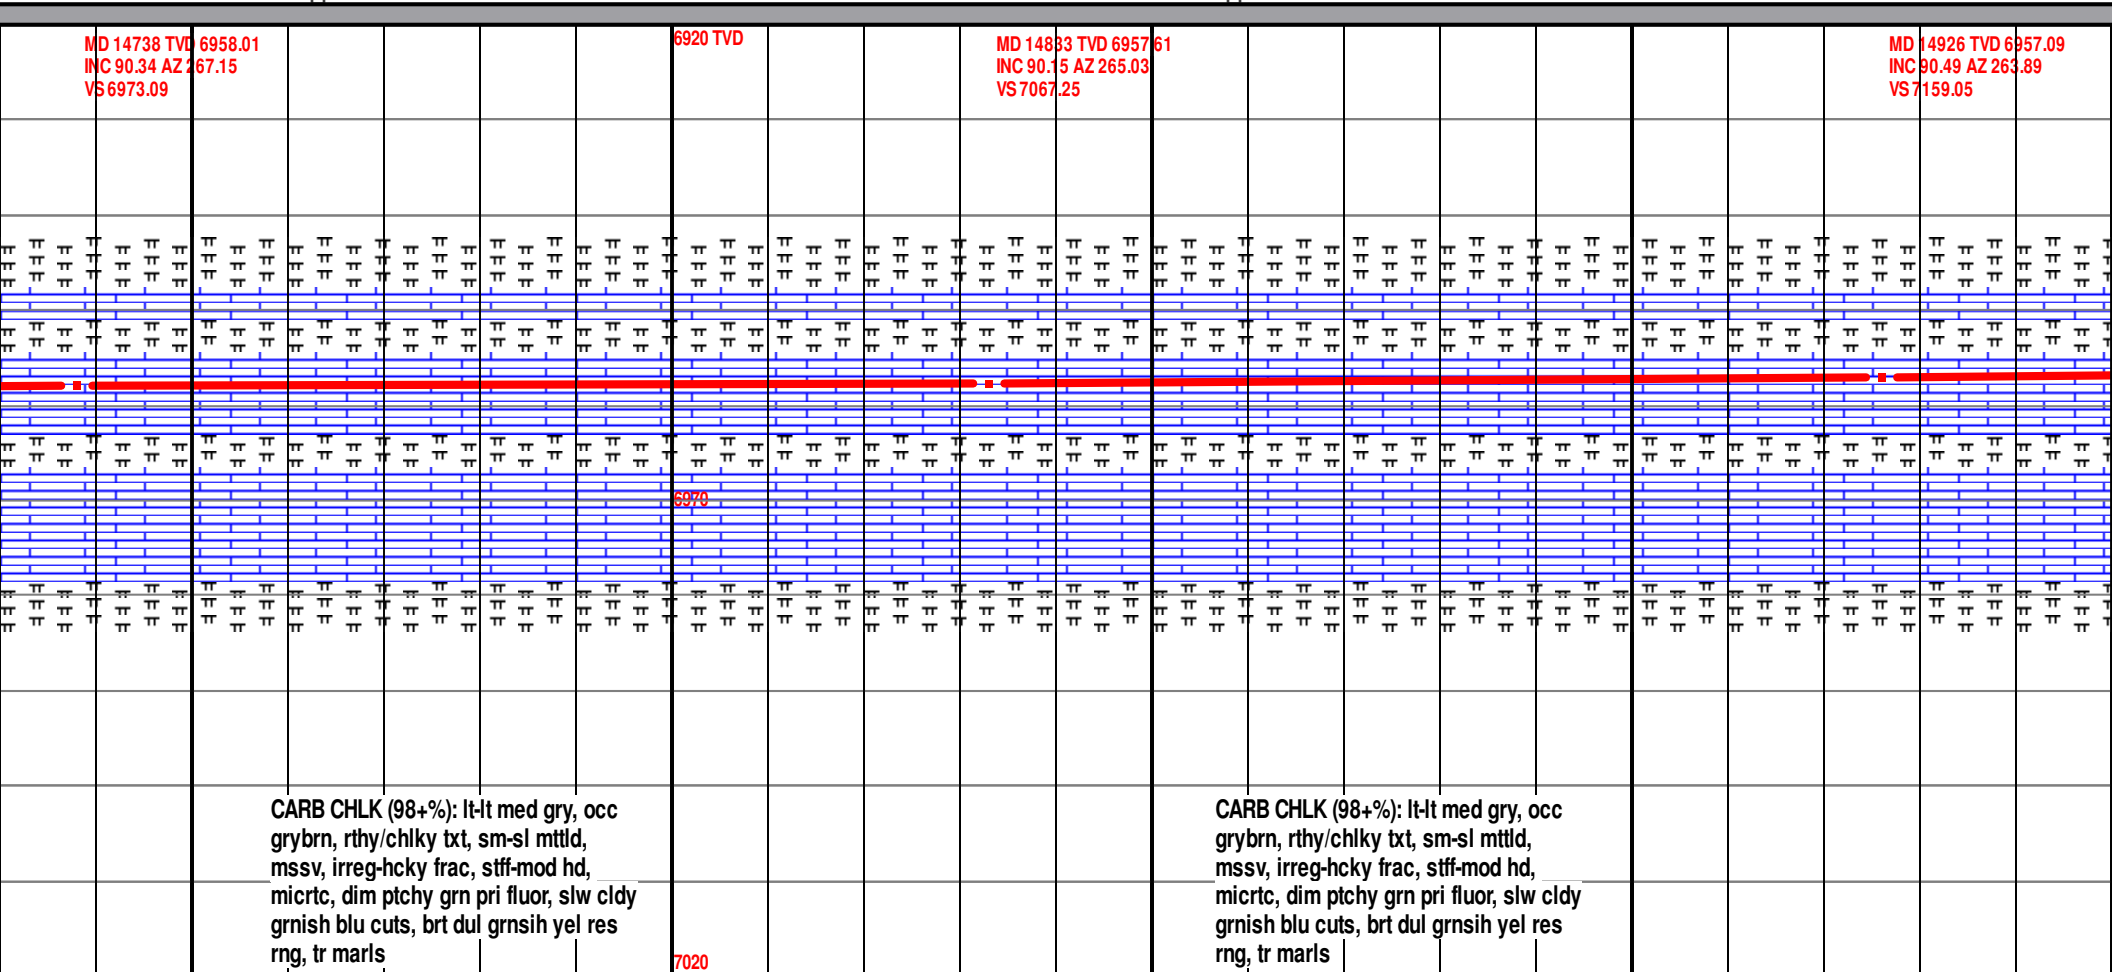 MD 14738 TVD 6958.01
INC 90.34 AZ 267.15
VS 6973.09
6920 TVD
MD 14833 TVD 6957.61
INC 90.15 AZ 265.03
VS 7067.25
MD 14926 TVD 6957.09
INC 90.49 AZ 263.89
VS 7159.05
6970
CARB CHLK (98+%): lt-lt med gry, occ
grybrn, rthy/chlky txt, sm-sl mttld,
mssv, irreg-hcky frac, stff-mod hd,
micrtc, dim ptchy grn pri fluor, slw cldy
grnish blu cuts, brt dul grnsih yel res
rng, tr marls
7020
CARB CHLK (98+%): lt-lt med gry, occ
grybrn, rthy/chlky txt, sm-sl mttld,
mssv, irreg-hcky frac, stff-mod hd,
micrtc, dim ptchy grn pri fluor, slw cldy
grnish blu cuts, brt dul grnsih yel res
rng, tr marls